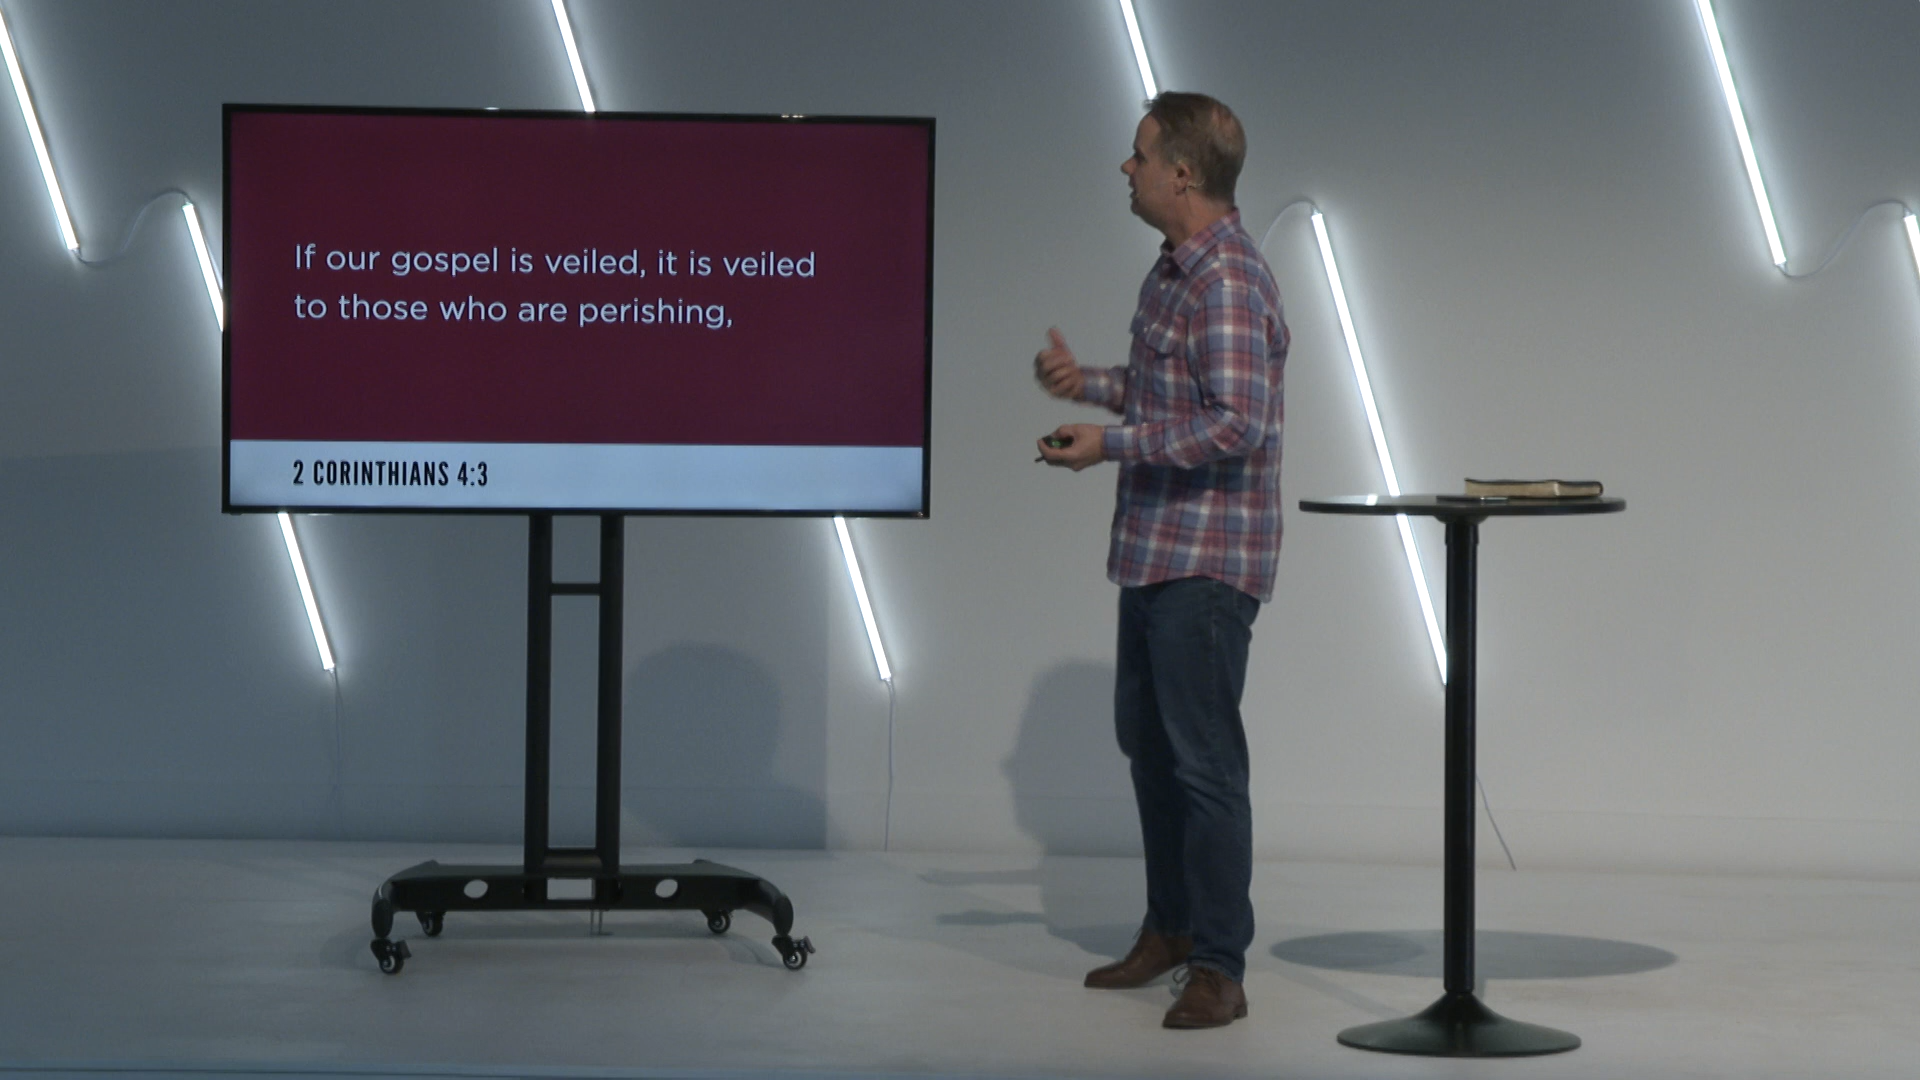 If our gospel is veiled, it is veiled
to those who are perishing,
2 CORINTHIANS 4:3